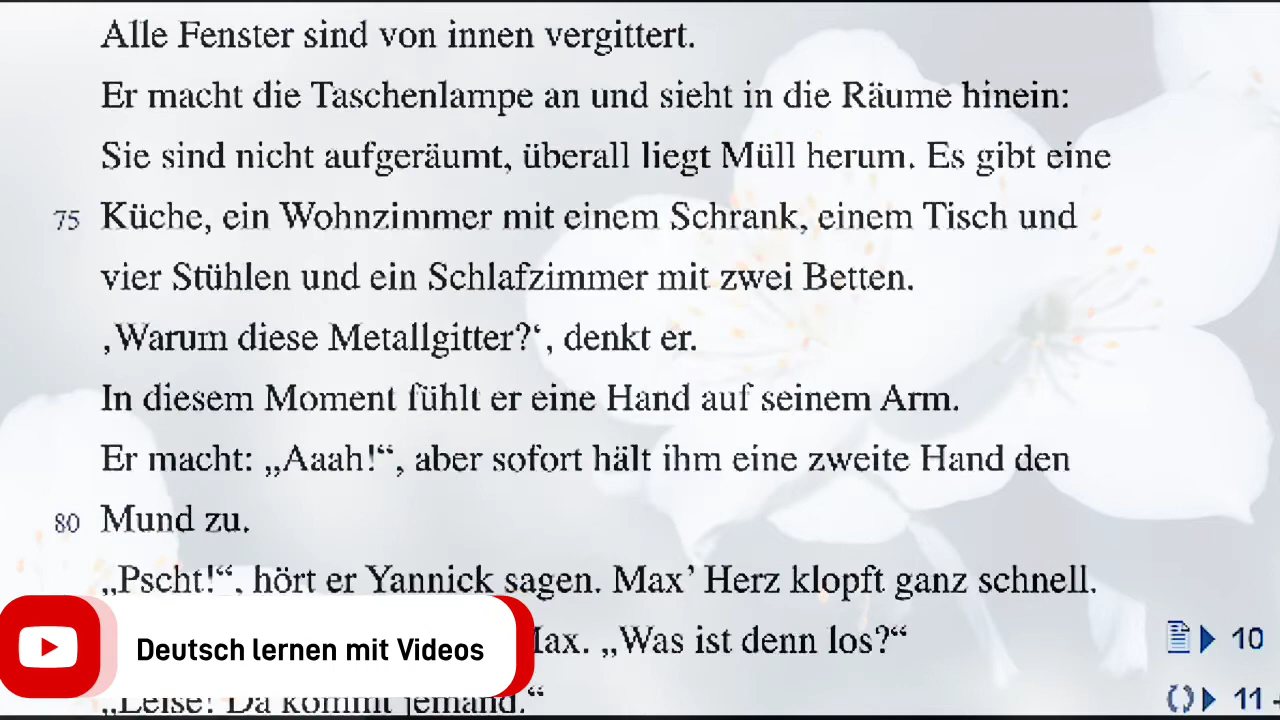 Alle Fenster sind von innen vergittert.
Er macht die Taschenlampe an und sieht in die Räume hinein:
Sie sind nicht aufgeräumt, überall liegt Müll herum. Es gibt eine
75 Küche, ein Wohnzimmer mit einem Schrank, einem Tisch und
vier Stühlen und ein Schlafzimmer mit zwei Betten.
‚Warum diese Metallgitter?‘, denkt er.
In diesem Moment fühlt er eine Hand auf seinem Arm.
Er macht: „Aaah!“, aber sofort hält ihm eine zweite Hand den
80 Mund zu.
„Pscht!“, hört er Yannick sagen. Max’ Herz klopft ganz schnell.
Max. „Was ist denn los?“ 10
Deutsch lernen mit Videos
„Leise! Da kommt jemand.“ 11